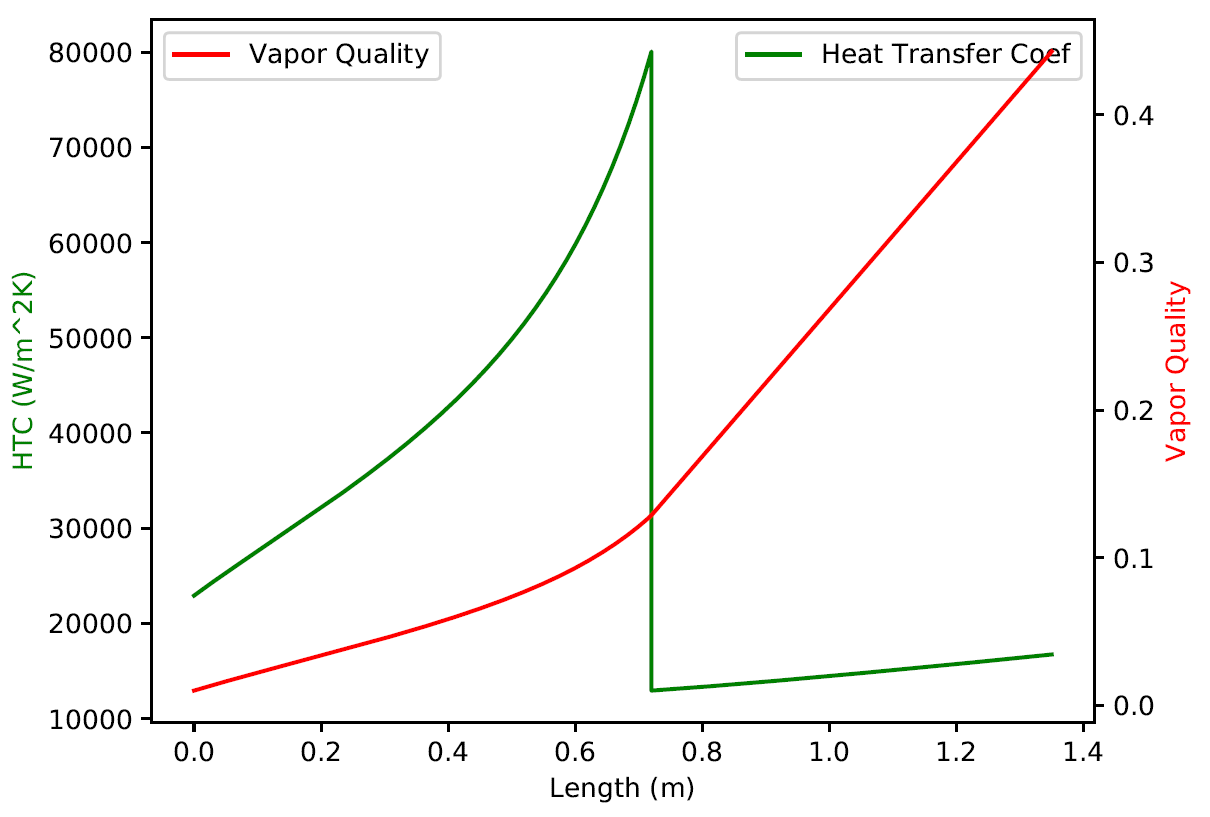 Vapor Quality
Heat Transfer Coef
80000
70000
60000
50000
40000
30000
20000
10000
HTC (W/m^2K)
0.4
0.3
0.2
0.1
0.0
Vapor Quality
0.0 0.2 0.4 0.6 0.8 1.0 1.2 1.4
Length (m)